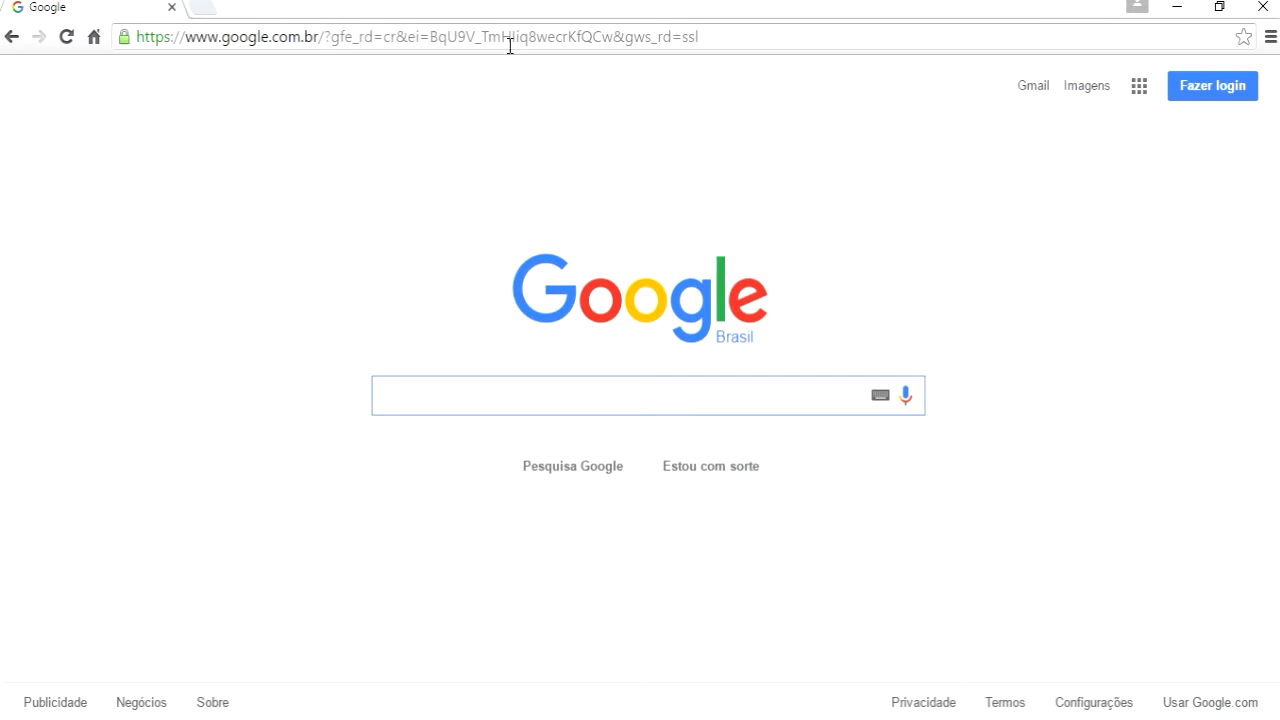 Google
https://www.google.com.br/?gfe_rd=cr&ei=BqU9V_TmHIiq8wecrKfQCw&gws_rd=ssl
Gmail Imagens Fazer login
Google
Brasil
Pesquisa Google Estou com sorte
Publicidade Negócios Sobre Privacidade Termos Configurações Usar Google.com